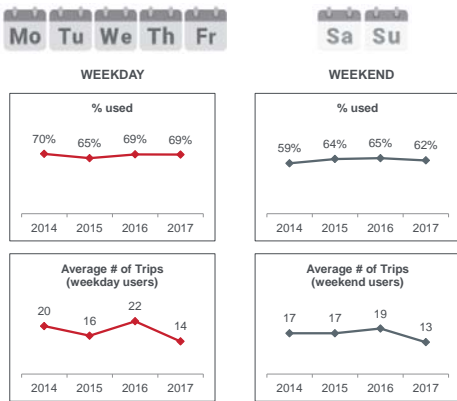 Mo Tu We Th Fr
Sa Su
WEEKDAY
WEEKEND
% used
70% 65% 69% 69%
2014 2015 2016 2017
% used
59% 64% 65% 62%
2014 2015 2016 2017
Average # of Trips
(weekday users)
20 16 22 14
2014 2015 2016 2017
Average # of Trips
(weekend users)
17 17 19 13
2014 2015 2016 2017